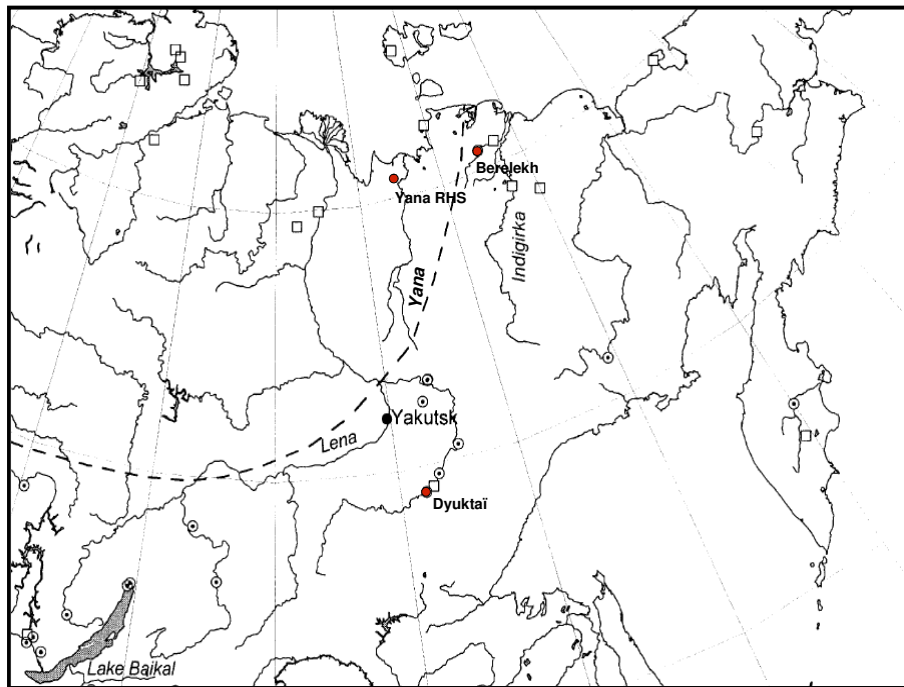 Berelekh
Yana RHS
Indigirka
Yana
Yakutsk
Lena
Dyuktaï
Lake Baikal